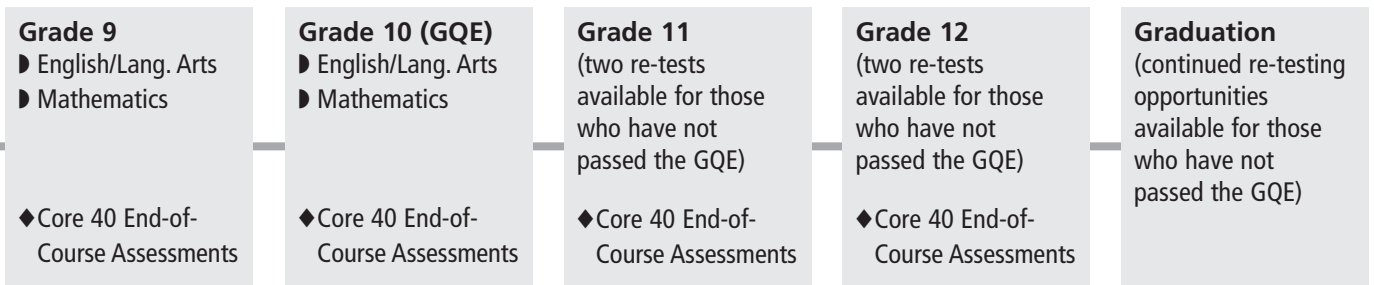 Grade 9
◗ English/Lang. Arts
◗ Mathematics
♦Core 40 End-of-
Course Assessments
Grade 10 (GQE)
◗ English/Lang. Arts
◗ Mathematics
♦Core 40 End-of-
Course Assessments
Grade 11
(two re-tests
available for those
who have not
passed the GQE)
♦Core 40 End-of-
Course Assessments
Grade 12
(two re-tests
available for those
who have not
passed the GQE)
♦Core 40 End-of-
Course Assessments
Graduation
(continued re-testing
opportunities
available for those
who have not
passed the GQE)